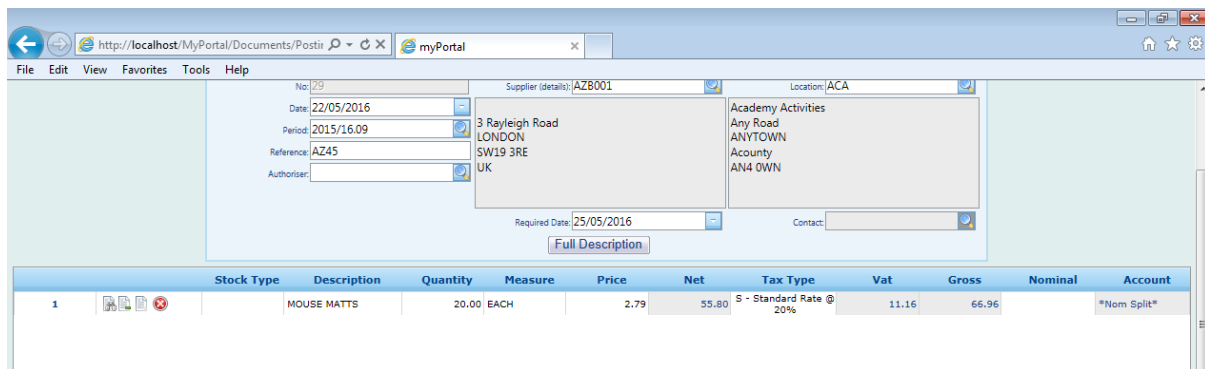 http://localhost/MyPortal/Documents/Postir
myPortal
File Edit View Favorites Tools Help
No: 29 Supplier (details): AZB001 Location: ACA
Date: 22/05/2016
Period: 2015/16.09
Reference: AZ45
Authoriser:
3 Rayleigh Road
LONDON
SW19 3RE
UK
Academy Activities
Any Road
ANYTOWN
Acounty
AN4 0WN
Required Date: 25/05/2016 Contact:
Full Description
Stock Type Description Quantity Measure Price Net Tax Type Vat Gross Nominal Account
1 MOUSE MATTS 20.00 EACH 2.79 55.80 S - Standard Rate @ 20% 11.16 66.96 *Nom Split*